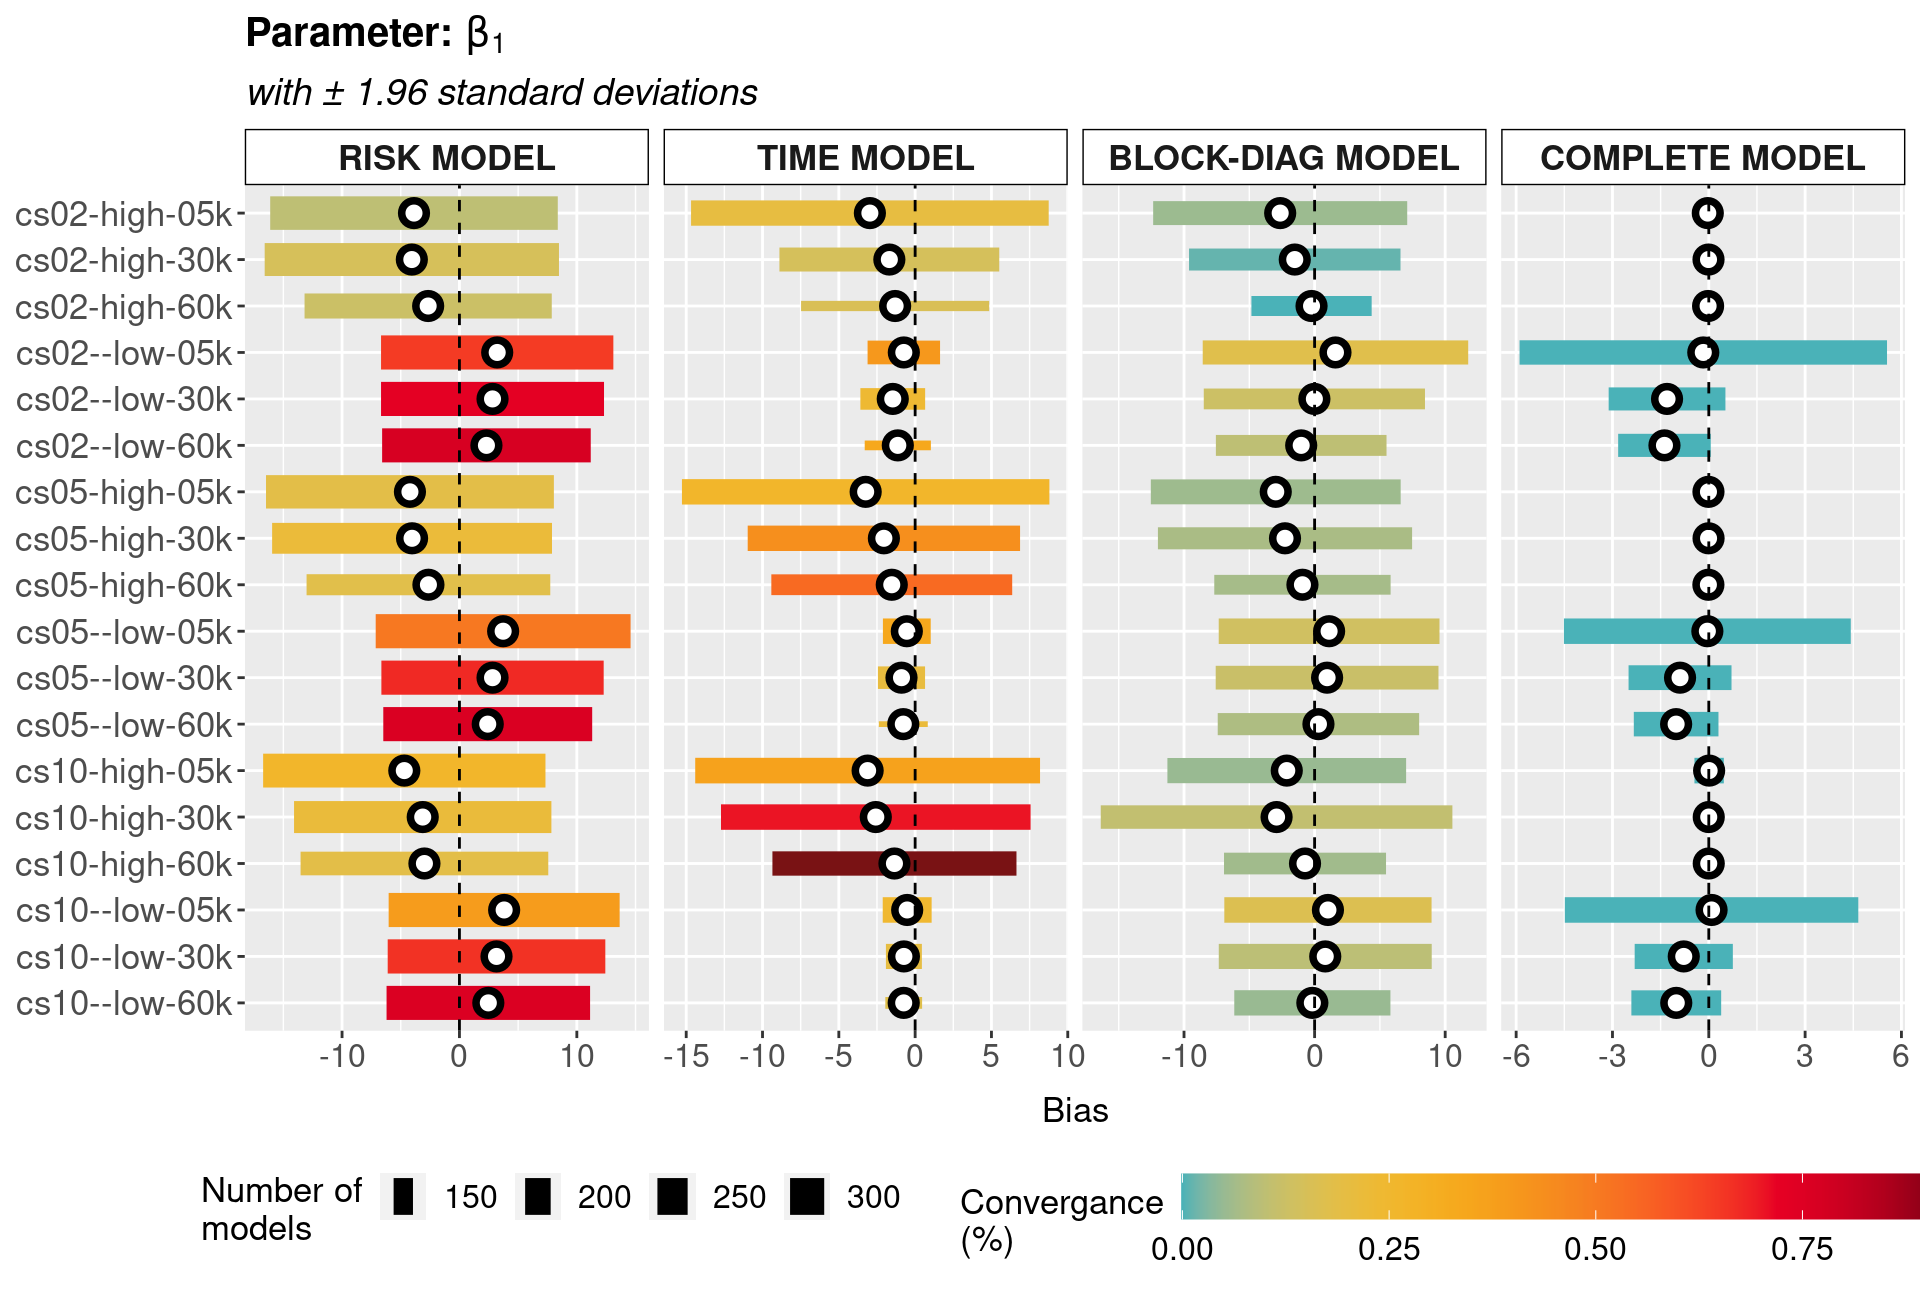 Parameter: β1
with ± 1.96 standard deviations
RISK MODEL TIME MODEL BLOCK-DIAG MODEL COMPLETE MODEL
cs02-high-05k
cs02-high-30k
cs02-high-60k
cs02--low-05k
cs02--low-30k
cs02--low-60k
cs05-high-05k
cs05-high-30k
cs05-high-60k
cs05--low-05k
cs05--low-30k
cs05--low-60k
cs10-high-05k
cs10-high-30k
cs10-high-60k
cs10--low-05k
cs10--low-30k
cs10--low-60k
-10 0 10 -15 -10 -5 0 5 10 -10 0 10 -6 -3 0 3 6
Bias
Number of
models
150 200 250 300
Convergance
(%)
0.00 0.25 0.50 0.75